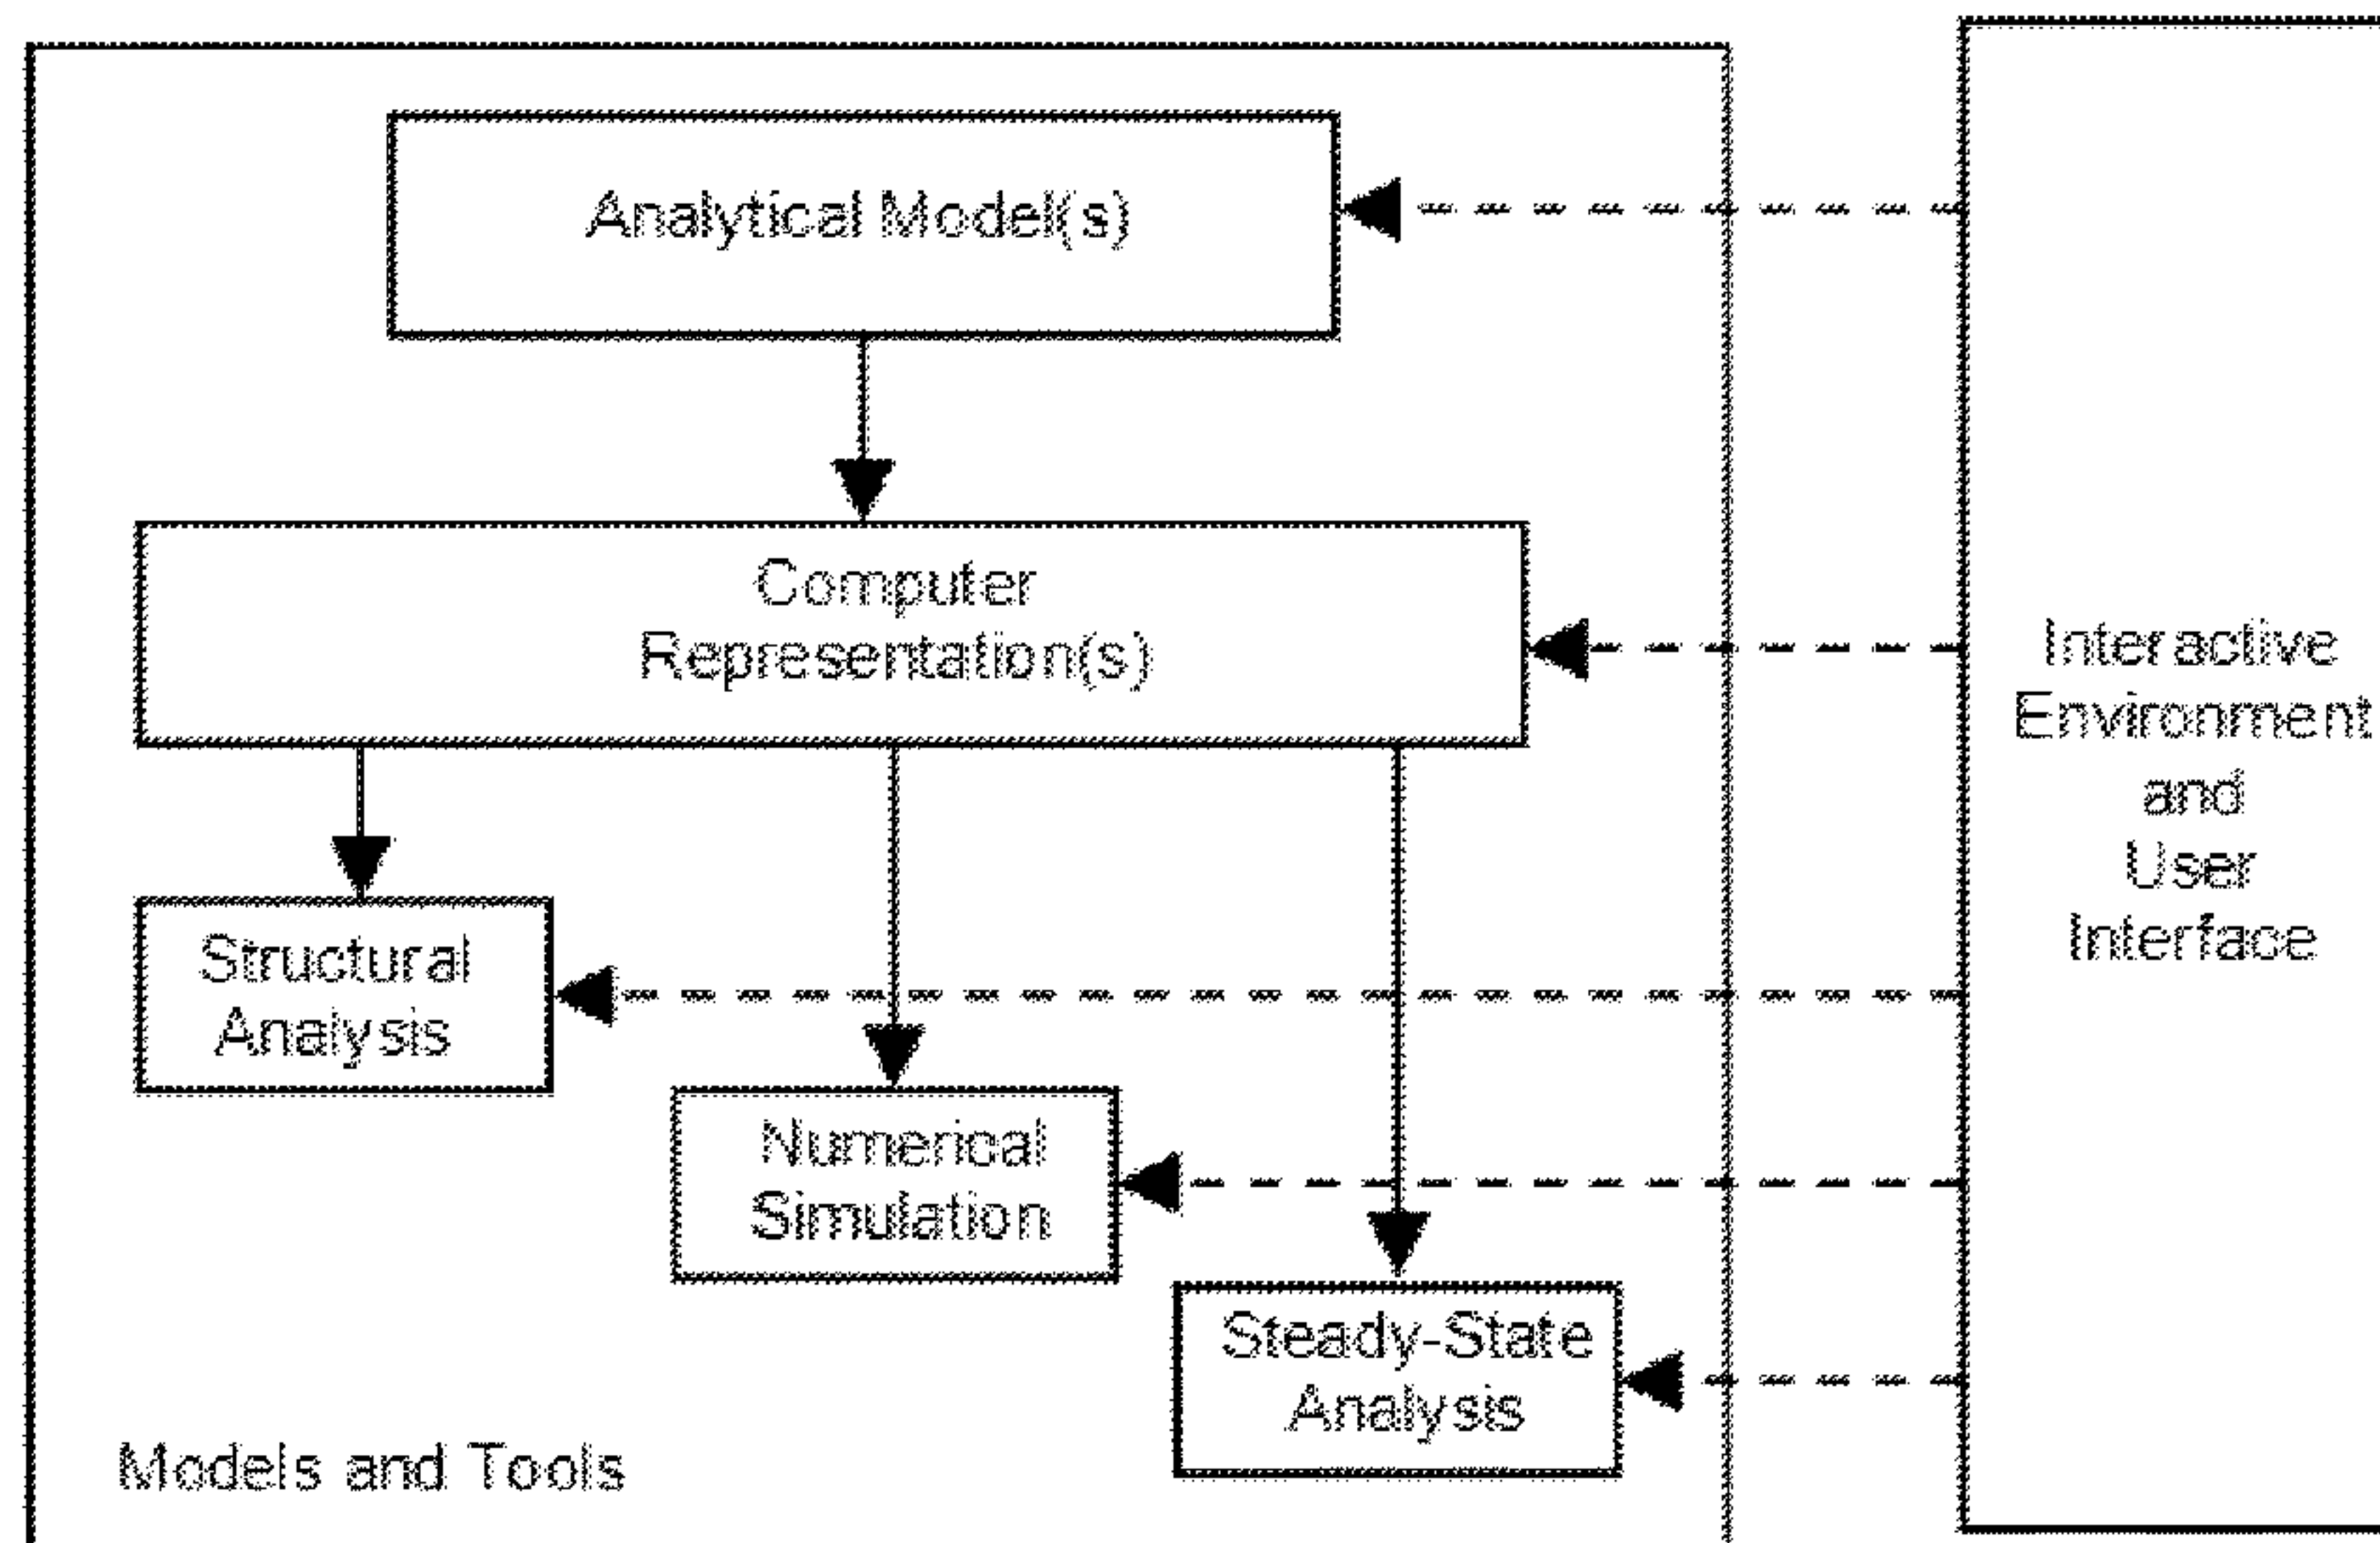 Analytical Model(s)
Computer
Representation(s)
Structural
Analysis
Numerical
Simulation
Steady-State
Analysis
Models and Tools
Interactive
Environment
and
User
Interface